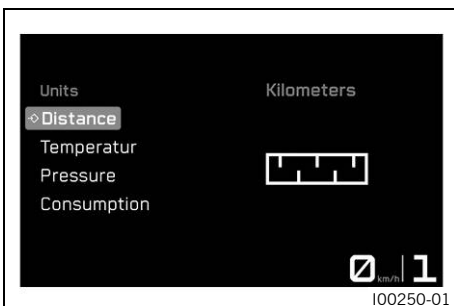 Units
Kilometers
Distance
Temperatur
Pressure
Consumption
0 km/h 1
I00250-01